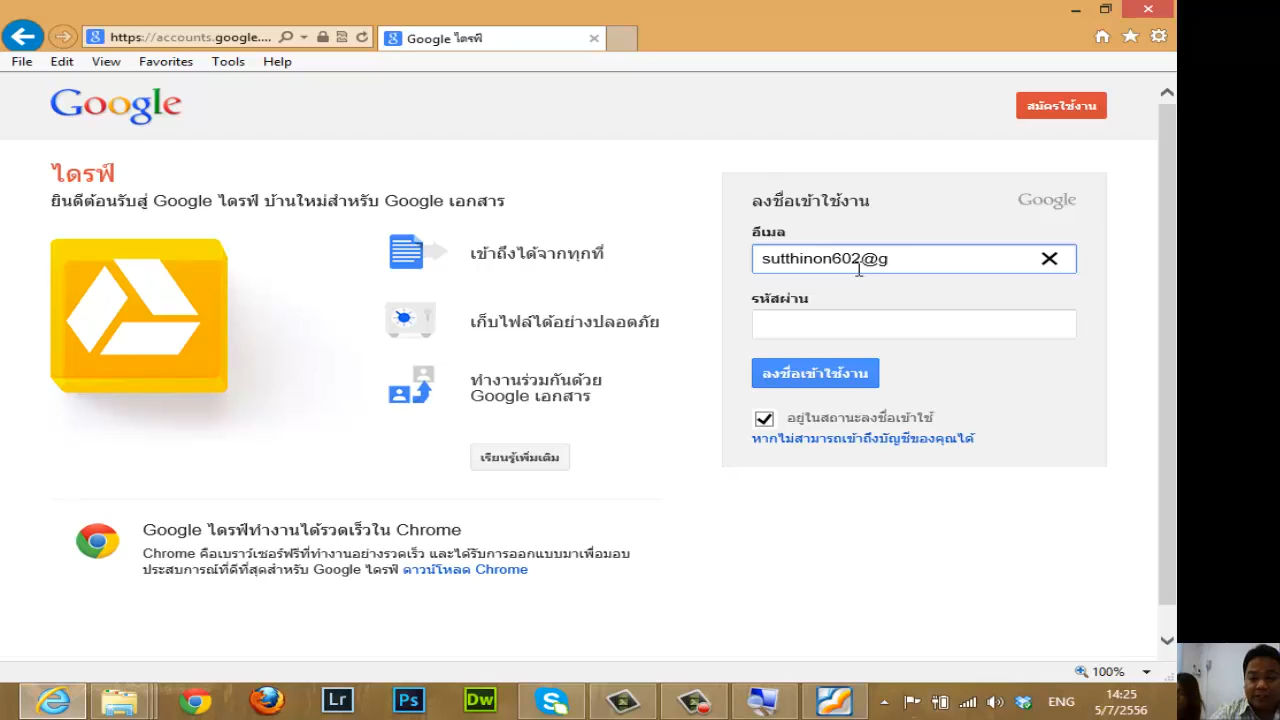 https://accounts.google....
Google ไดรฟ์
File Edit View Favorites Tools Help
Google
สมัครใช้งาน
ไดรฟ์
ยินดีต้อนรับสู่ Google ไดรฟ์ บ้านใหม่สำหรับ Google เอกสาร
เข้าถึงได้จากทุกที่
เก็บไฟล์ได้อย่างปลอดภัย
ทำงานร่วมกันด้วย
Google เอกสาร
เรียนรู้เพิ่มเติม
ลงชื่อเข้าใช้งาน Google
อีเมล
sutthinon602@g
รหัสผ่าน
ลงชื่อเข้าใช้งาน
อยู่ในสถานะลงชื่อเข้าใช้
หากไม่สามารถเข้าถึงบัญชีของคุณได้
Google ไดรฟ์ทำงานได้รวดเร็วใน Chrome
Chrome คือเบราว์เซอร์ฟรีที่ทำงานอย่างรวดเร็ว และได้รับการออกแบบมาเพื่อมอบ
ประสบการณ์ที่ดีที่สุดสำหรับ Google ไดรฟ์ ดาวน์โหลด Chrome
100%
Lr Ps Dw
ENG
14:25
5/7/2556